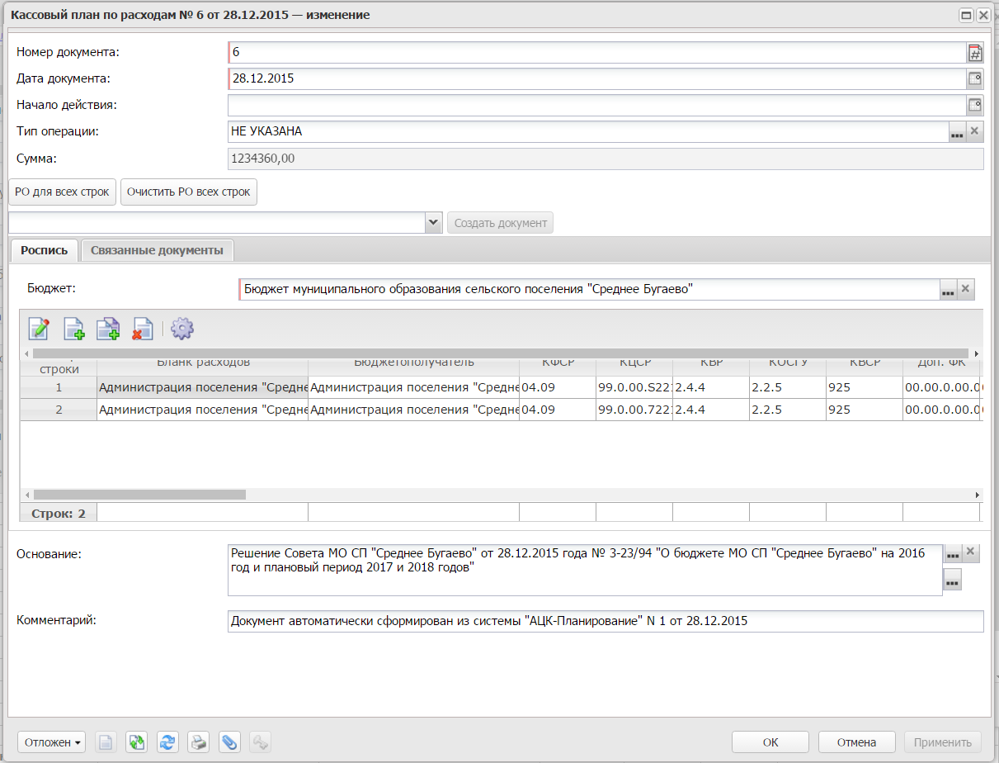 Кассовый план по расходам № 6 от 28.12.2015 — изменение
Номер документа: 6
Дата документа: 28.12.2015
Начало действия:
Тип операции: НЕ УКАЗАНА
Сумма: 1234360,00
РО для всех строк Очистить РО всех строк
Создать документ
Роспись Связанные документы
Бюджет: Бюджет муниципального образования сельского поселения "Среднее Бугаево"
строки Бланк расходов Бюджетополучатель КФСР КЦСР КВР КОСГУ КВСР Доп. ФК
1 Администрация поселения "Средне Администрация поселения "Средне 04.09 99.0.00.S221 2.4.4 2.2.5 925 00.00.0.00.0
2 Администрация поселения "Средне Администрация поселения "Средне 04.09 99.0.00.7221 2.4.4 2.2.5 925 00.00.0.00.0
Строк: 2
Основание: Решение Совета МО СП "Среднее Бугаево" от 28.12.2015 года № 3-23/94 "О бюджете МО СП "Среднее Бугаево" на 2016
год и плановый период 2017 и 2018 годов"
Комментарий: Документ автоматически сформирован из системы "АЦК-Планирование" N 1 от 28.12.2015
Отложен ОК Отмена Применить